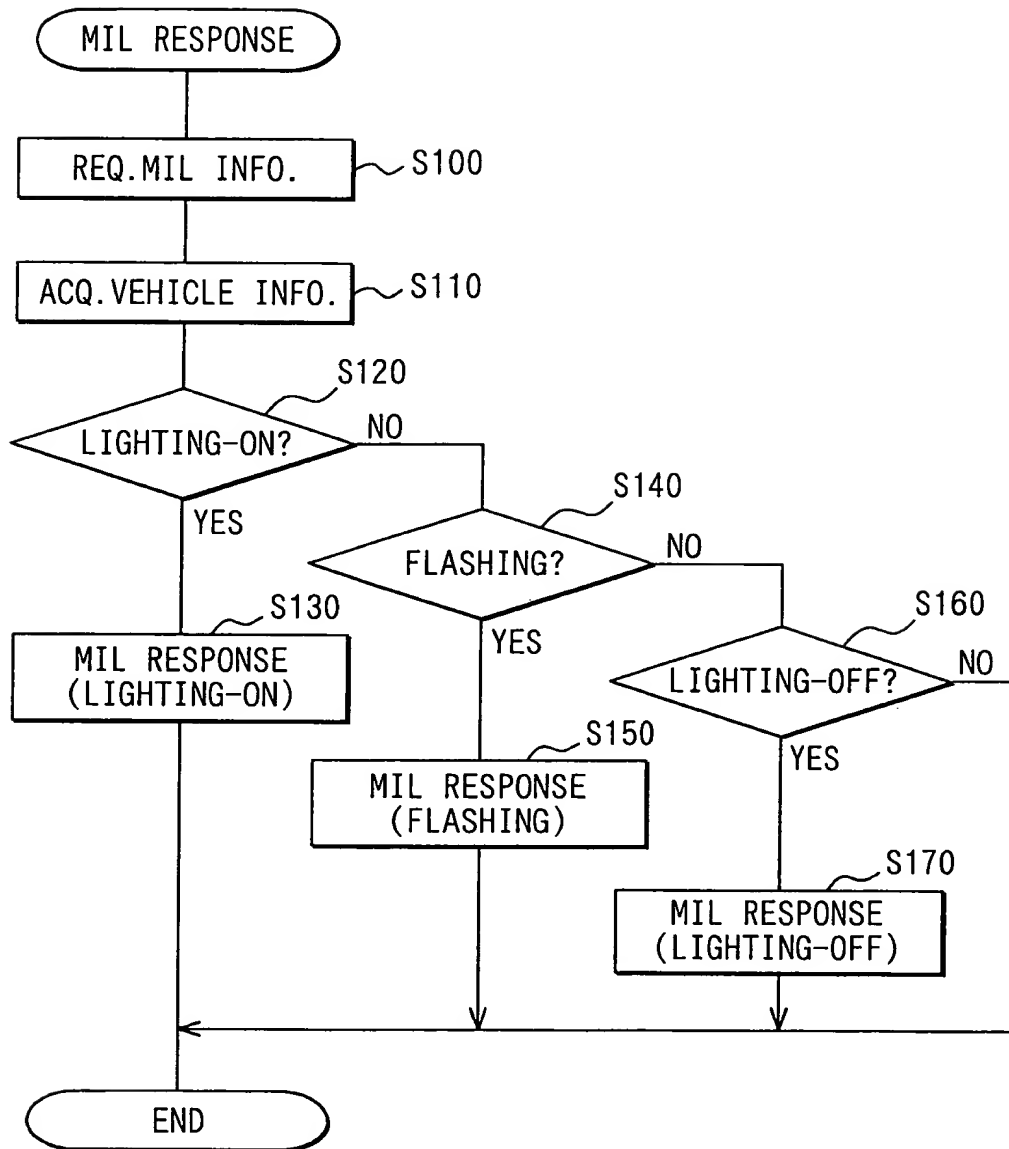 MIL RESPONSE
REQ.MIL INFO.
S100
ACQ.VEHICLE INFO.
S110
S120
LIGHTING-ON?
NO
YES
S140
FLASHING?
NO
YES
S130
MIL RESPONSE
(LIGHTING-ON)
S160
LIGHTING-OFF?
NO
YES
S150
MIL RESPONSE
(FLASHING)
S170
MIL RESPONSE
(LIGHTING-OFF)
END